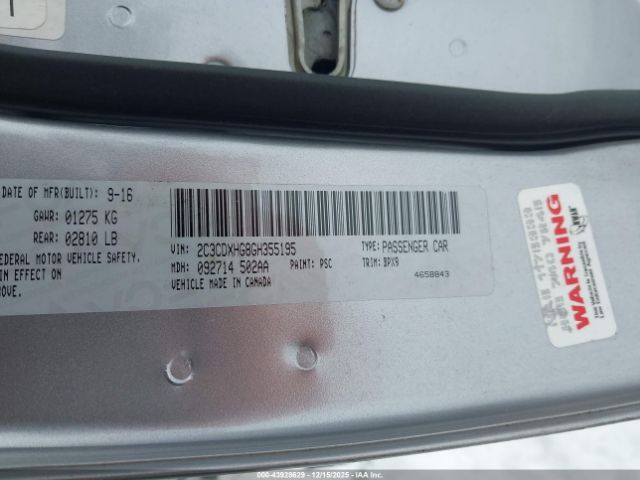 DATE OF MFR(BUILT): 9-16
GAWR: 01275 KG
REAR: 02810 LB
FEDERAL MOTOR VEHICLE SAFETY.
IN EFFECT ON
BOVE.
VIN: 2C3CDXHG8GH355195
TYPE: PASSENGER CAR
MDH: 092714 502AA
PAINT: PSC
TRIM: BPX9
VEHICLE MADE IN CANADA
4658843
WARNING
000-43928629 - 12/15/2025 - IAA Inc.